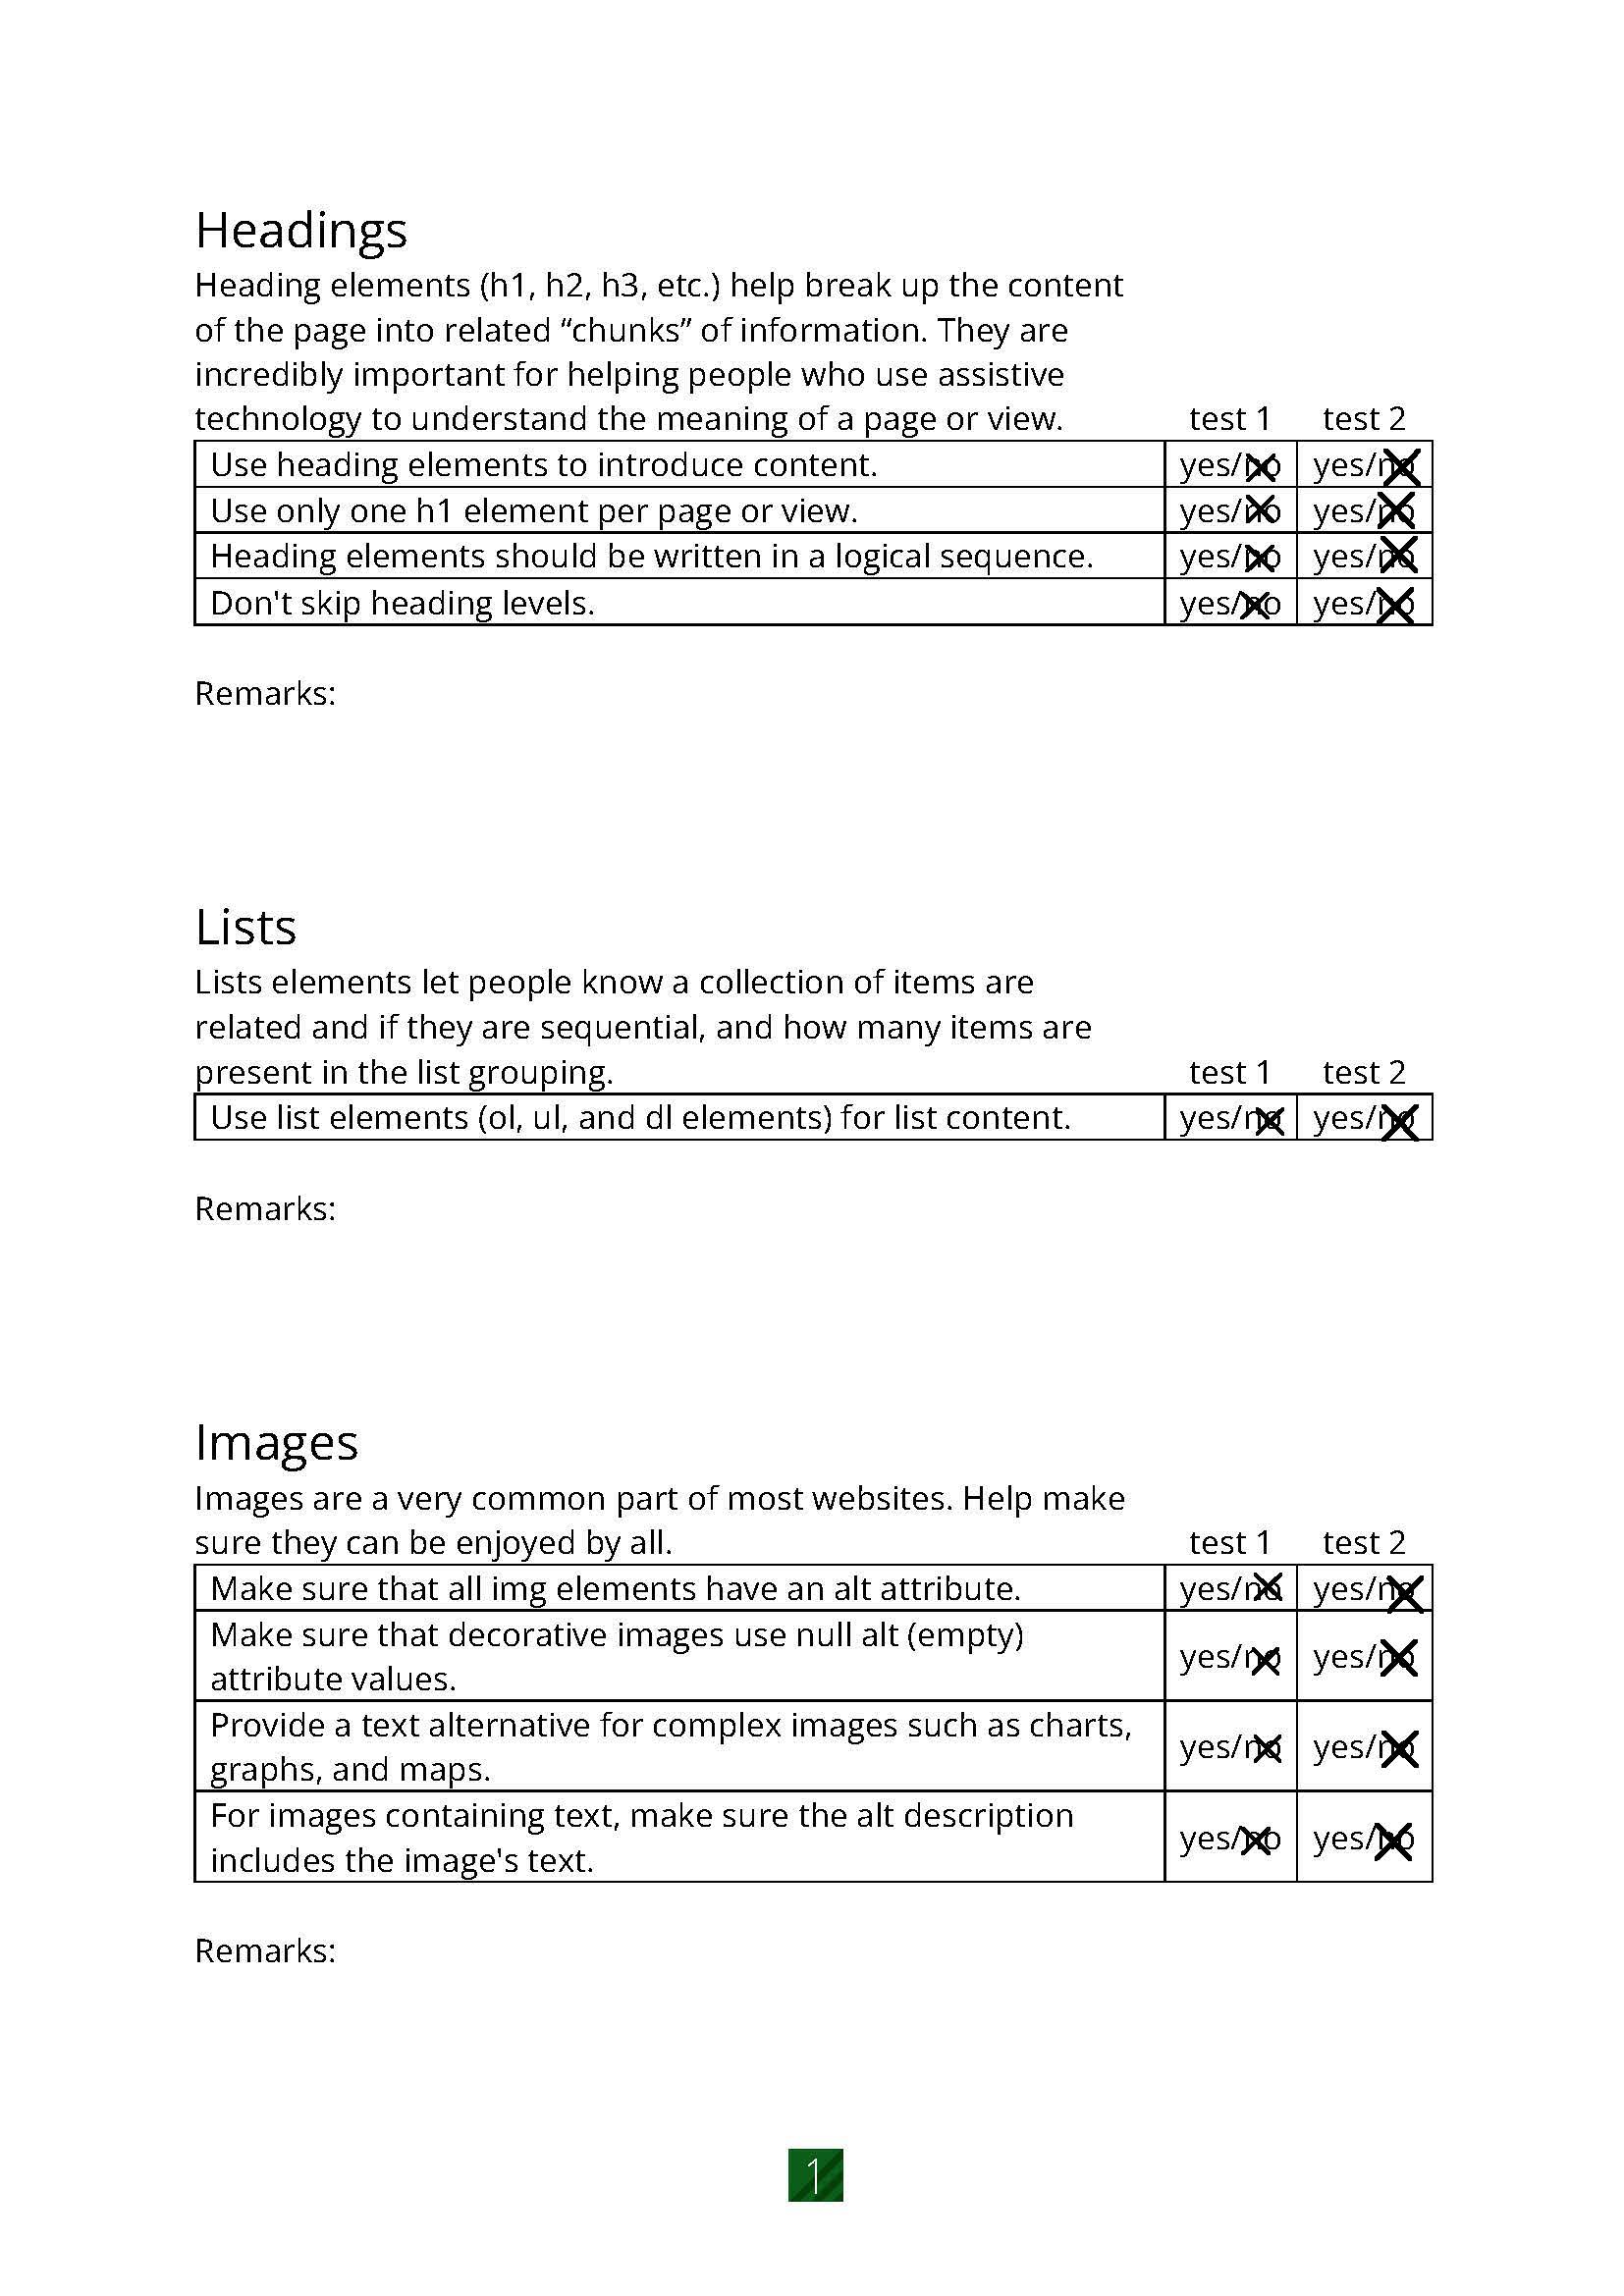 Headings
Heading elements (h1, h2, h3, etc.) help break up the content
of the page into related “chunks” of information. They are
incredibly important for helping people who use assistive
technology to understand the meaning of a page or view. test 1 test 2
Use heading elements to introduce content. yes/no yes/no
Use only one h1 element per page or view. yes/no yes/no
Heading elements should be written in a logical sequence. yes/no yes/no
Don't skip heading levels. yes/no yes/no
Remarks:
Lists
Lists elements let people know a collection of items are
related and if they are sequential, and how many items are
present in the list grouping. test 1 test 2
Use list elements (ol, ul, and dl elements) for list content. yes/no yes/no
Remarks:
Images
Images are a very common part of most websites. Help make
sure they can be enjoyed by all. test 1 test 2
Make sure that all img elements have an alt attribute. yes/no yes/no
Make sure that decorative images use null alt (empty)
attribute values. yes/no yes/no
Provide a text alternative for complex images such as charts,
graphs, and maps. yes/no yes/no
For images containing text, make sure the alt description
includes the image's text. yes/no yes/no
Remarks:
1